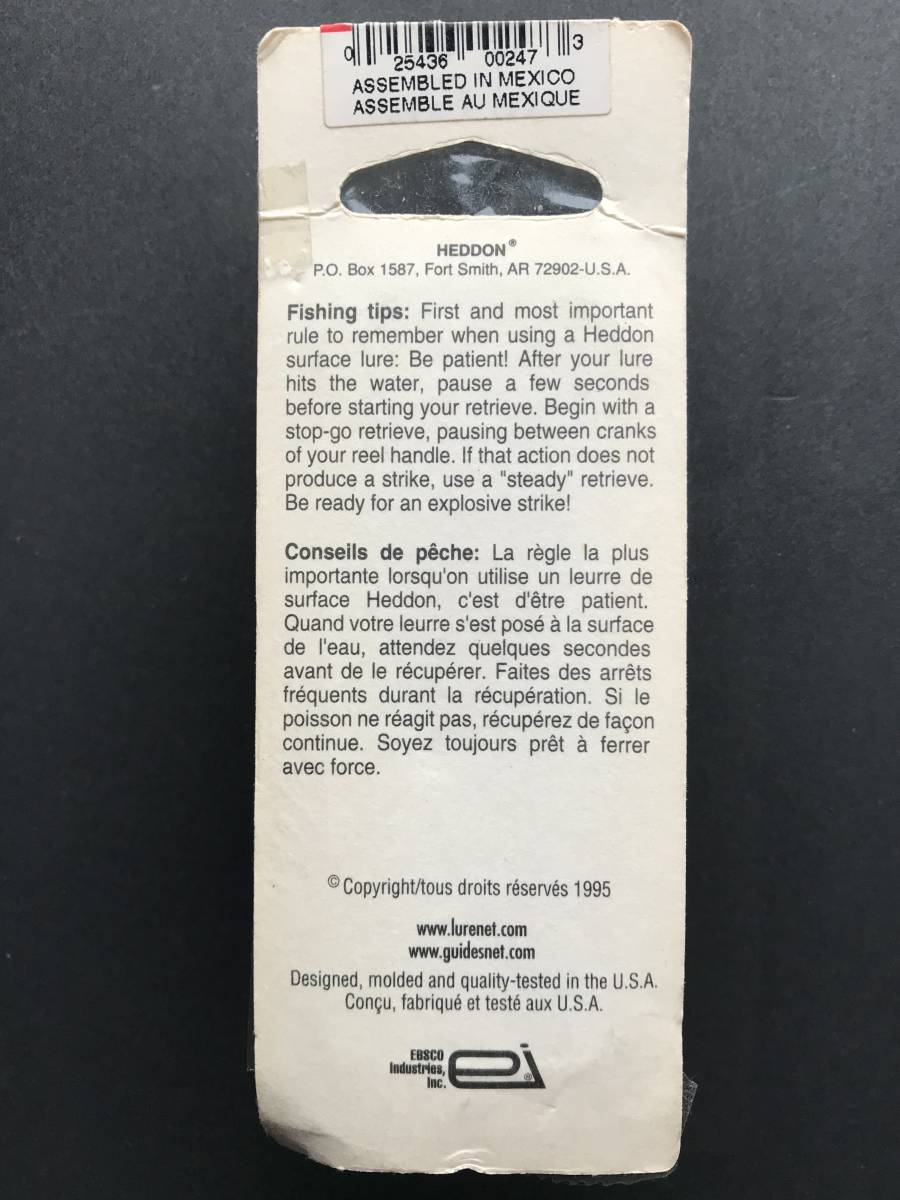 0 25436 00247 3
ASSEMBLED IN MEXICO
ASSEMBLE AU MEXIQUE
HEDDON®
P.O. Box 1587, Fort Smith, AR 72902-U.S.A.
Fishing tips: First and most important
rule to remember when using a Heddon
surface lure: Be patient! After your lure
hits the water, pause a few seconds
before starting your retrieve. Begin with a
stop-go retrieve, pausing between cranks
of your reel handle. If that action does not
produce a strike, use a "steady" retrieve.
Be ready for an explosive strike!
Conseils de pêche: La règle la plus
importante lorsqu'on utilise un leurre de
surface Heddon, c'est d'être patient.
Quand votre leurre s'est posé à la surface
de l'eau, attendez quelques secondes
avant de le récupérer. Faites des arrêts
fréquents durant la récupération. Si le
poisson ne réagit pas, récupérez de façon
continue. Soyez toujours prêt à ferrer
avec force.
© Copyright/tous droits réservés 1995
www.lurenet.com
www.guidesnet.com
Designed, molded and quality-tested in the U.S.A.
Conçu, fabriqué et testé aux U.S.A.
EBSCO
Industries,
Inc.
ei®